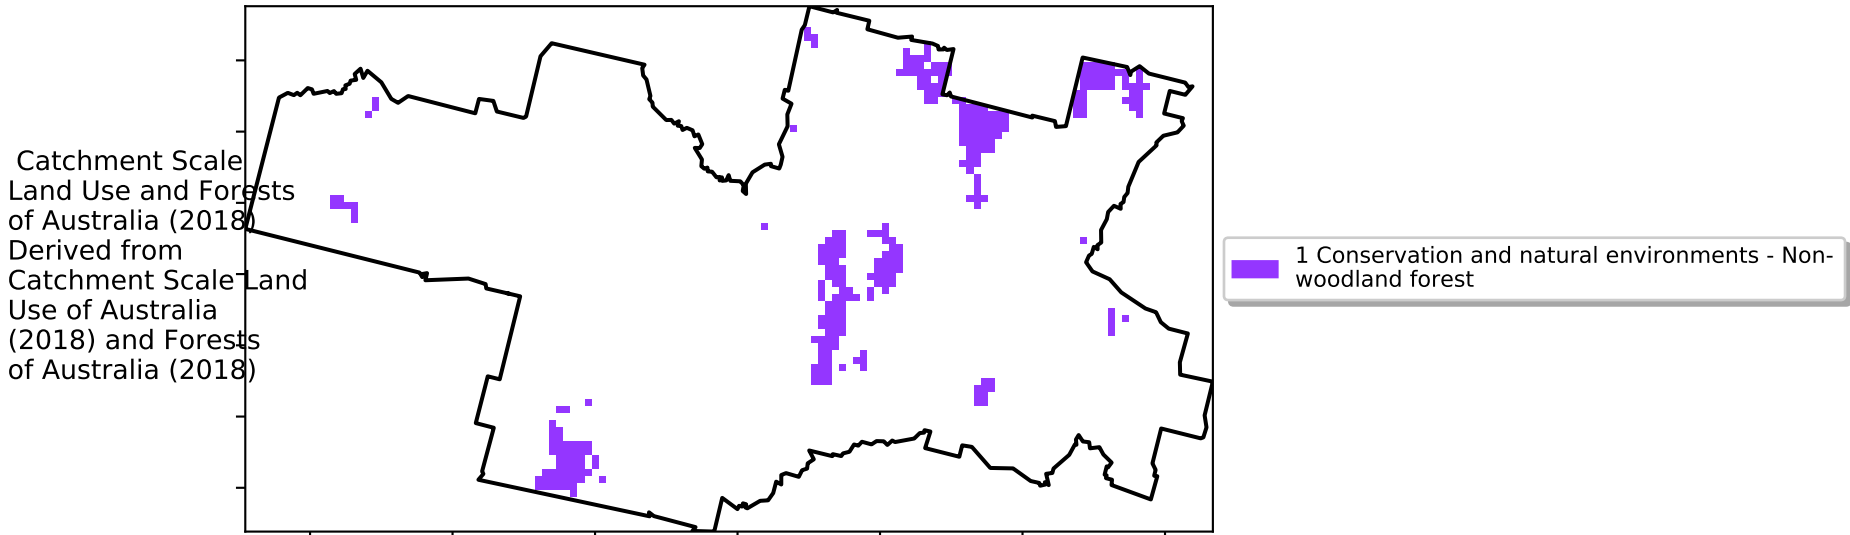 Catchment Scale
Land Use and Forests
of Australia (2018)
Derived from
Catchment Scale Land
Use of Australia
(2018) and Forests
of Australia (2018)
1 Conservation and natural environments - Non-
woodland forest